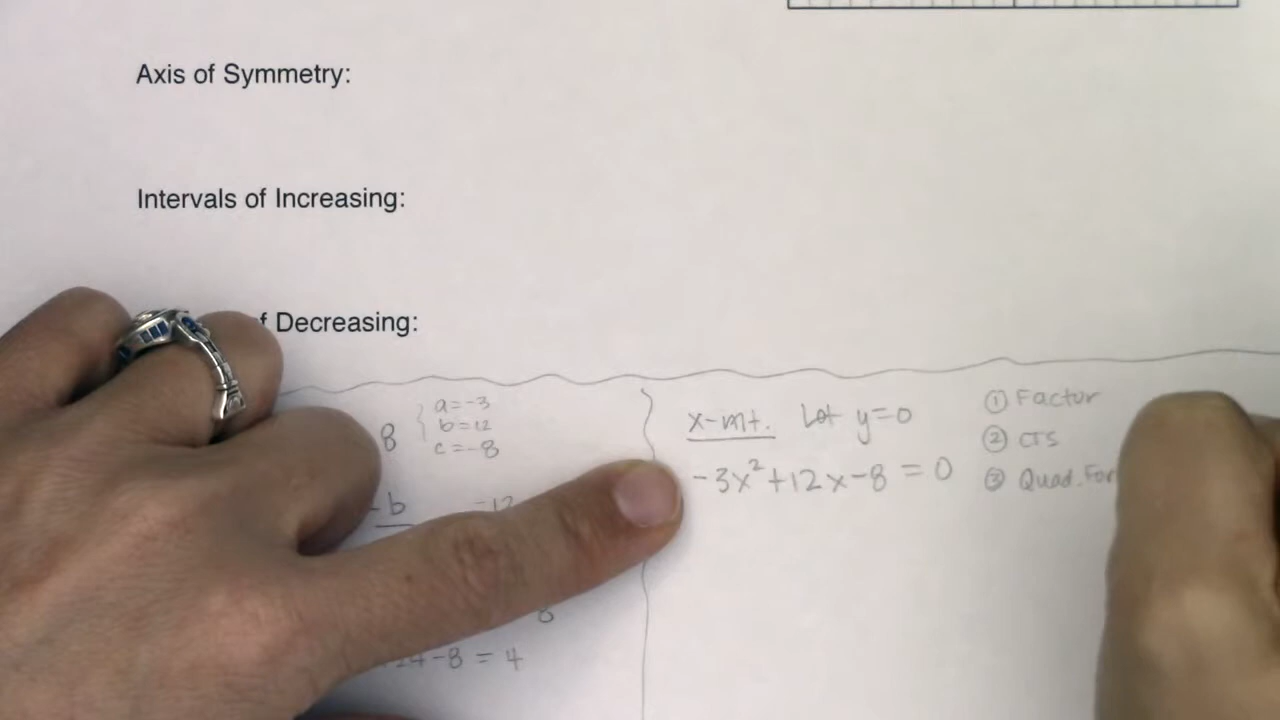 Axis of Symmetry:
Intervals of Increasing:
f Decreasing:
8
a=-3
b=12
c=-8
-b
-12
8
24-8 = 4
x-int. Let y=0
-3x²+12x-8=0
① Factor
② CTS
③ Quad. For